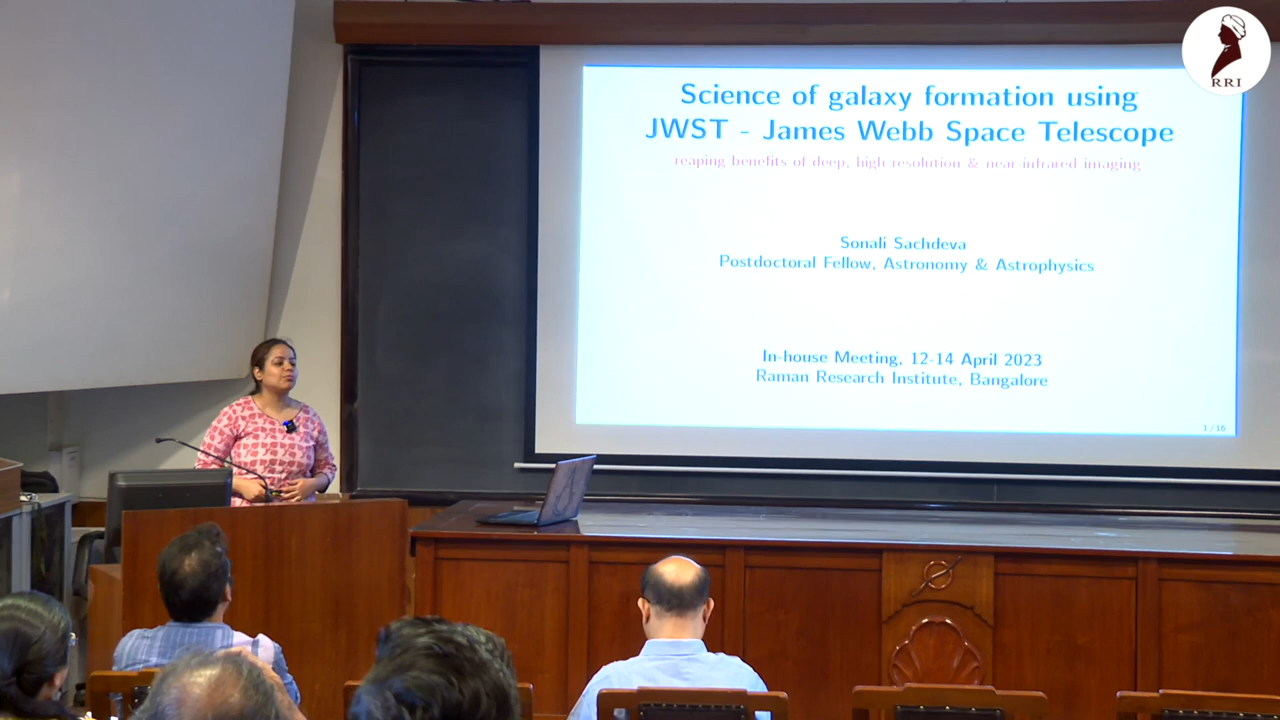 Science of galaxy formation using
JWST - James Webb Space Telescope
reaping benefits of deep, high resolution & near-infrared imaging
Sonali Sachdeva
Postdoctoral Fellow, Astronomy & Astrophysics
In-house Meeting, 12-14 April 2023
Raman Research Institute, Bangalore
1 / 16
RRI